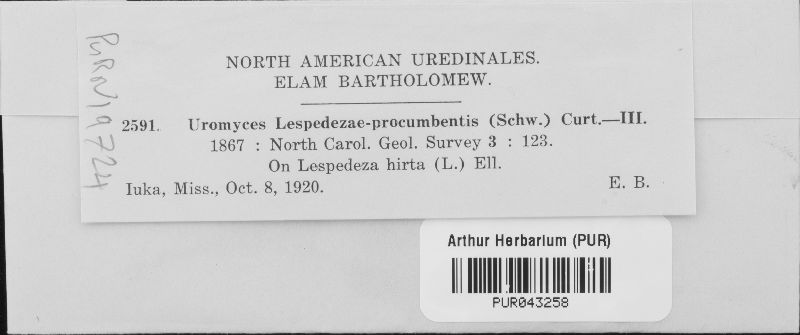 NORTH AMERICAN UREDINALES.
ELAM BARTHOLOMEW.
2591. Uromyces Lespedezae-procumbentis (Schw.) Curt.—III.
1867 : North Carol. Geol. Survey 3 : 123.
On Lespedeza hirta (L.) Ell.
Iuka, Miss., Oct. 8, 1920. E. B.
PURN19724
Arthur Herbarium (PUR)
PUR043258